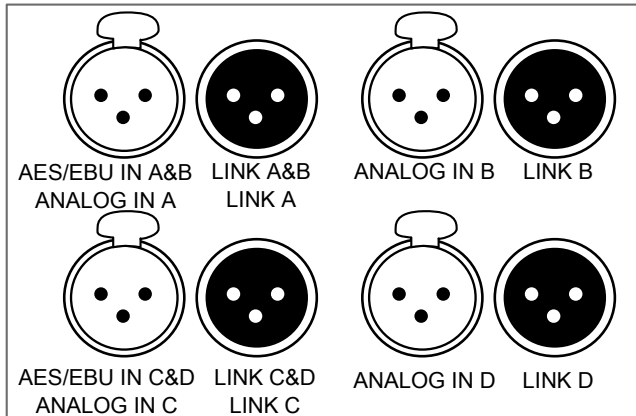 AES/EBU IN A&B LINK A&B ANALOG IN B LINK B
ANALOG IN A LINK A
AES/EBU IN C&D LINK C&D ANALOG IN D LINK D
ANALOG IN C LINK C